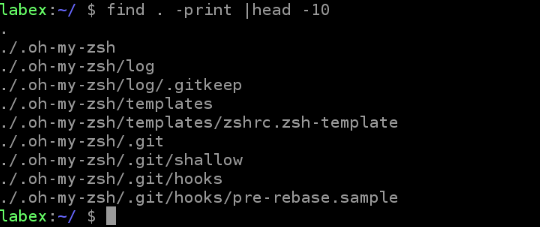 labex:~/ $ find . -print |head -10
.
./.oh-my-zsh
./.oh-my-zsh/log
./.oh-my-zsh/log/.gitkeep
./.oh-my-zsh/templates
./.oh-my-zsh/templates/zshrc.zsh-template
./.oh-my-zsh/.git
./.oh-my-zsh/.git/shallow
./.oh-my-zsh/.git/hooks
./.oh-my-zsh/.git/hooks/pre-rebase.sample
labex:~/ $